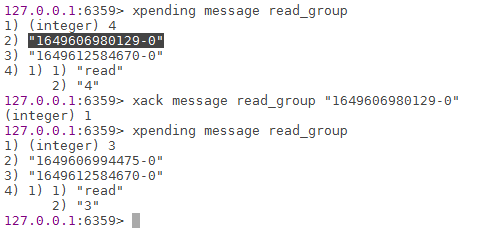 127.0.0.1:6379> xpending message read_group
1) (integer) 4
2) "1649606980129-0"
3) "1649612584670-0"
4) 1) 1) "read"
      2) "4"
127.0.0.1:6359> xack message read_group "1649606980129-0"
(integer) 1
127.0.0.1:6359> xpending message read_group
1) (integer) 3
2) "1649606994475-0"
3) "1649612584670-0"
4) 1) 1) "read"
      2) "3"
127.0.0.1:6359>